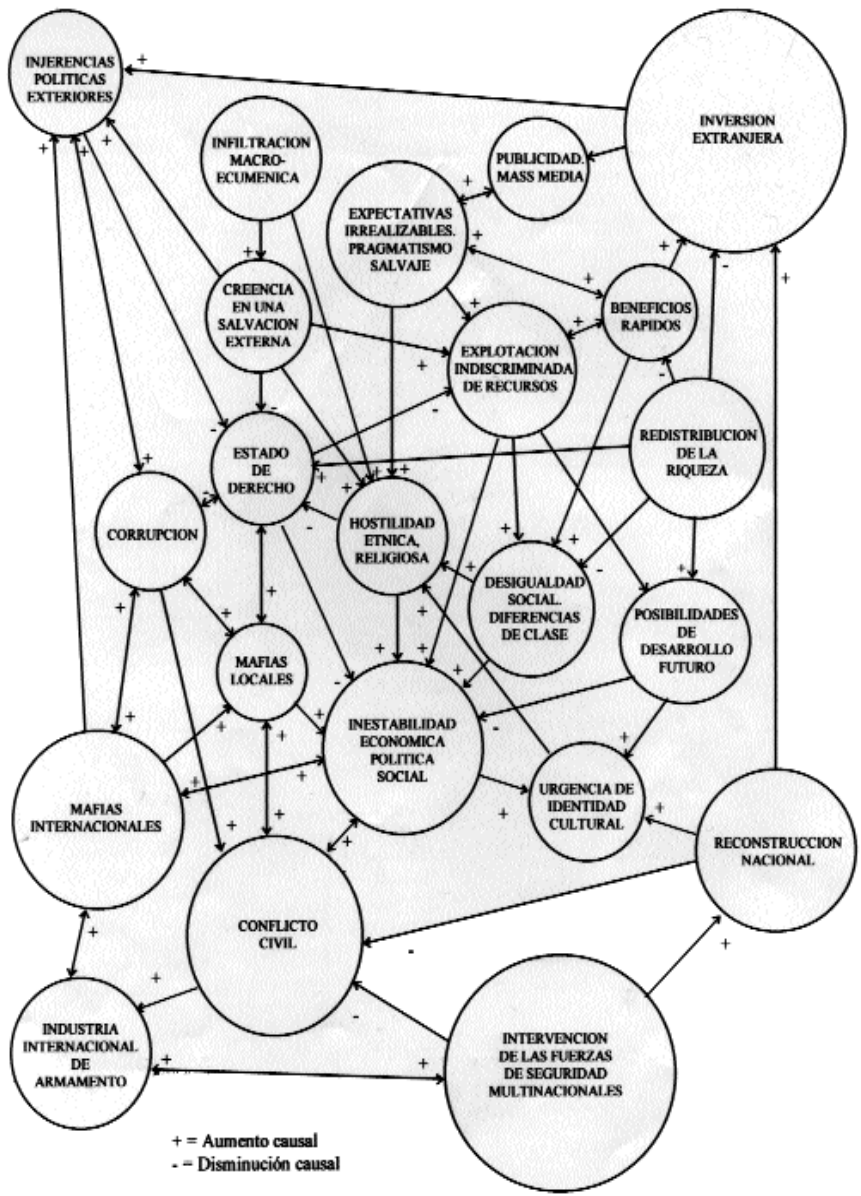 INJERENCIAS
POLITICAS
EXTERIORES
INVERSION
EXTRANJERA
INFILTRACION
MACRO-
ECUMENICA
PUBLICIDAD.
MASS MEDIA
EXPECTATIVAS
IRREALIZABLES.
PRAGMATISMO
SALVAJE
CREENCIA
EN UNA
SALVACION
EXTERNA
BENEFICIOS
RAPIDOS
EXPLOTACION
INDISCRIMINADA
DE RECURSOS
REDISTRIBUCION
DE LA
RIQUEZA
ESTADO
DE
DERECHO
CORRUPCION
HOSTILIDAD
ETNICA,
RELIGIOSA
DESIGUALDAD
SOCIAL.
DIFERENCIAS
DE CLASE
POSIBILIDADES
DE
DESARROLLO
FUTURO
MAFIAS
LOCALES
INESTABILIDAD
ECONOMICA
POLITICA
SOCIAL
MAFIAS
INTERNACIONALES
URGENCIA DE
IDENTIDAD
CULTURAL
RECONSTRUCCION
NACIONAL
CONFLICTO
CIVIL
INDUSTRIA
INTERNACIONAL
DE
ARMAMENTO
INTERVENCION
DE LAS FUERZAS
DE SEGURIDAD
MULTINACIONALES
+ = Aumento causal
- = Disminución causal